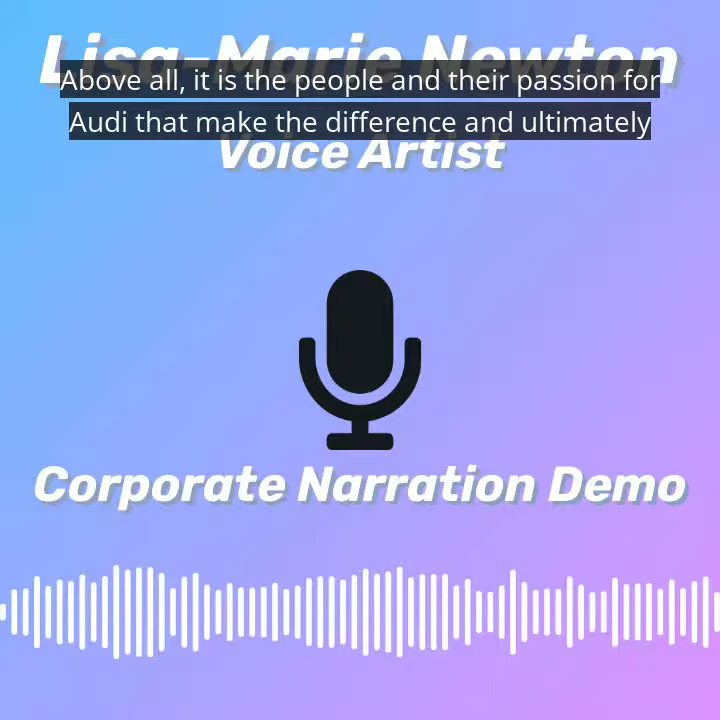 Lisa-Marie Newton
Above all, it is the people and their passion for
Audi that make the difference and ultimately
Voice Artist
Corporate Narration Demo